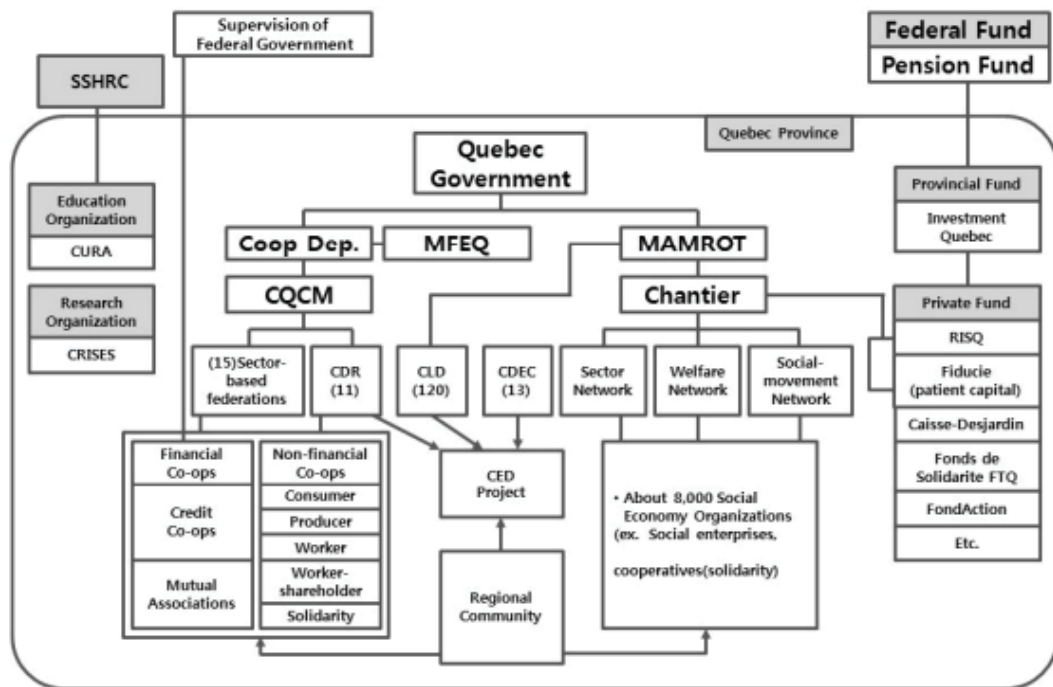 Supervision of
Federal Government
SSHRC
Federal Fund
Pension Fund
Quebec Province
Quebec
Government
Education
Organization
CURA
Research
Organization
CRISES
Coop Dep.
MFEQ
MAMROT
CQCM
Chantier
Provincial Fund
Investment
Quebec
Private Fund
RISQ
Fiducie
(patient capital)
Caisse-Desjardin
Fonds de
Solidarite FTQ
FondAction
Etc.
(15)Sector-
based
federations
CDR
(11)
CLD
(120)
CDEC
(13)
Sector
Network
Welfare
Network
Social-
movement
Network
Financial
Co-ops
Credit
Co-ops
Mutual
Associations
Non-financial
Co-ops
Consumer
Producer
Worker
Worker-
shareholder
Solidarity
CED
Project
Regional
Community
• About 8,000 Social
Economy Organizations
(ex. Social enterprises,
cooperatives(solidarity)